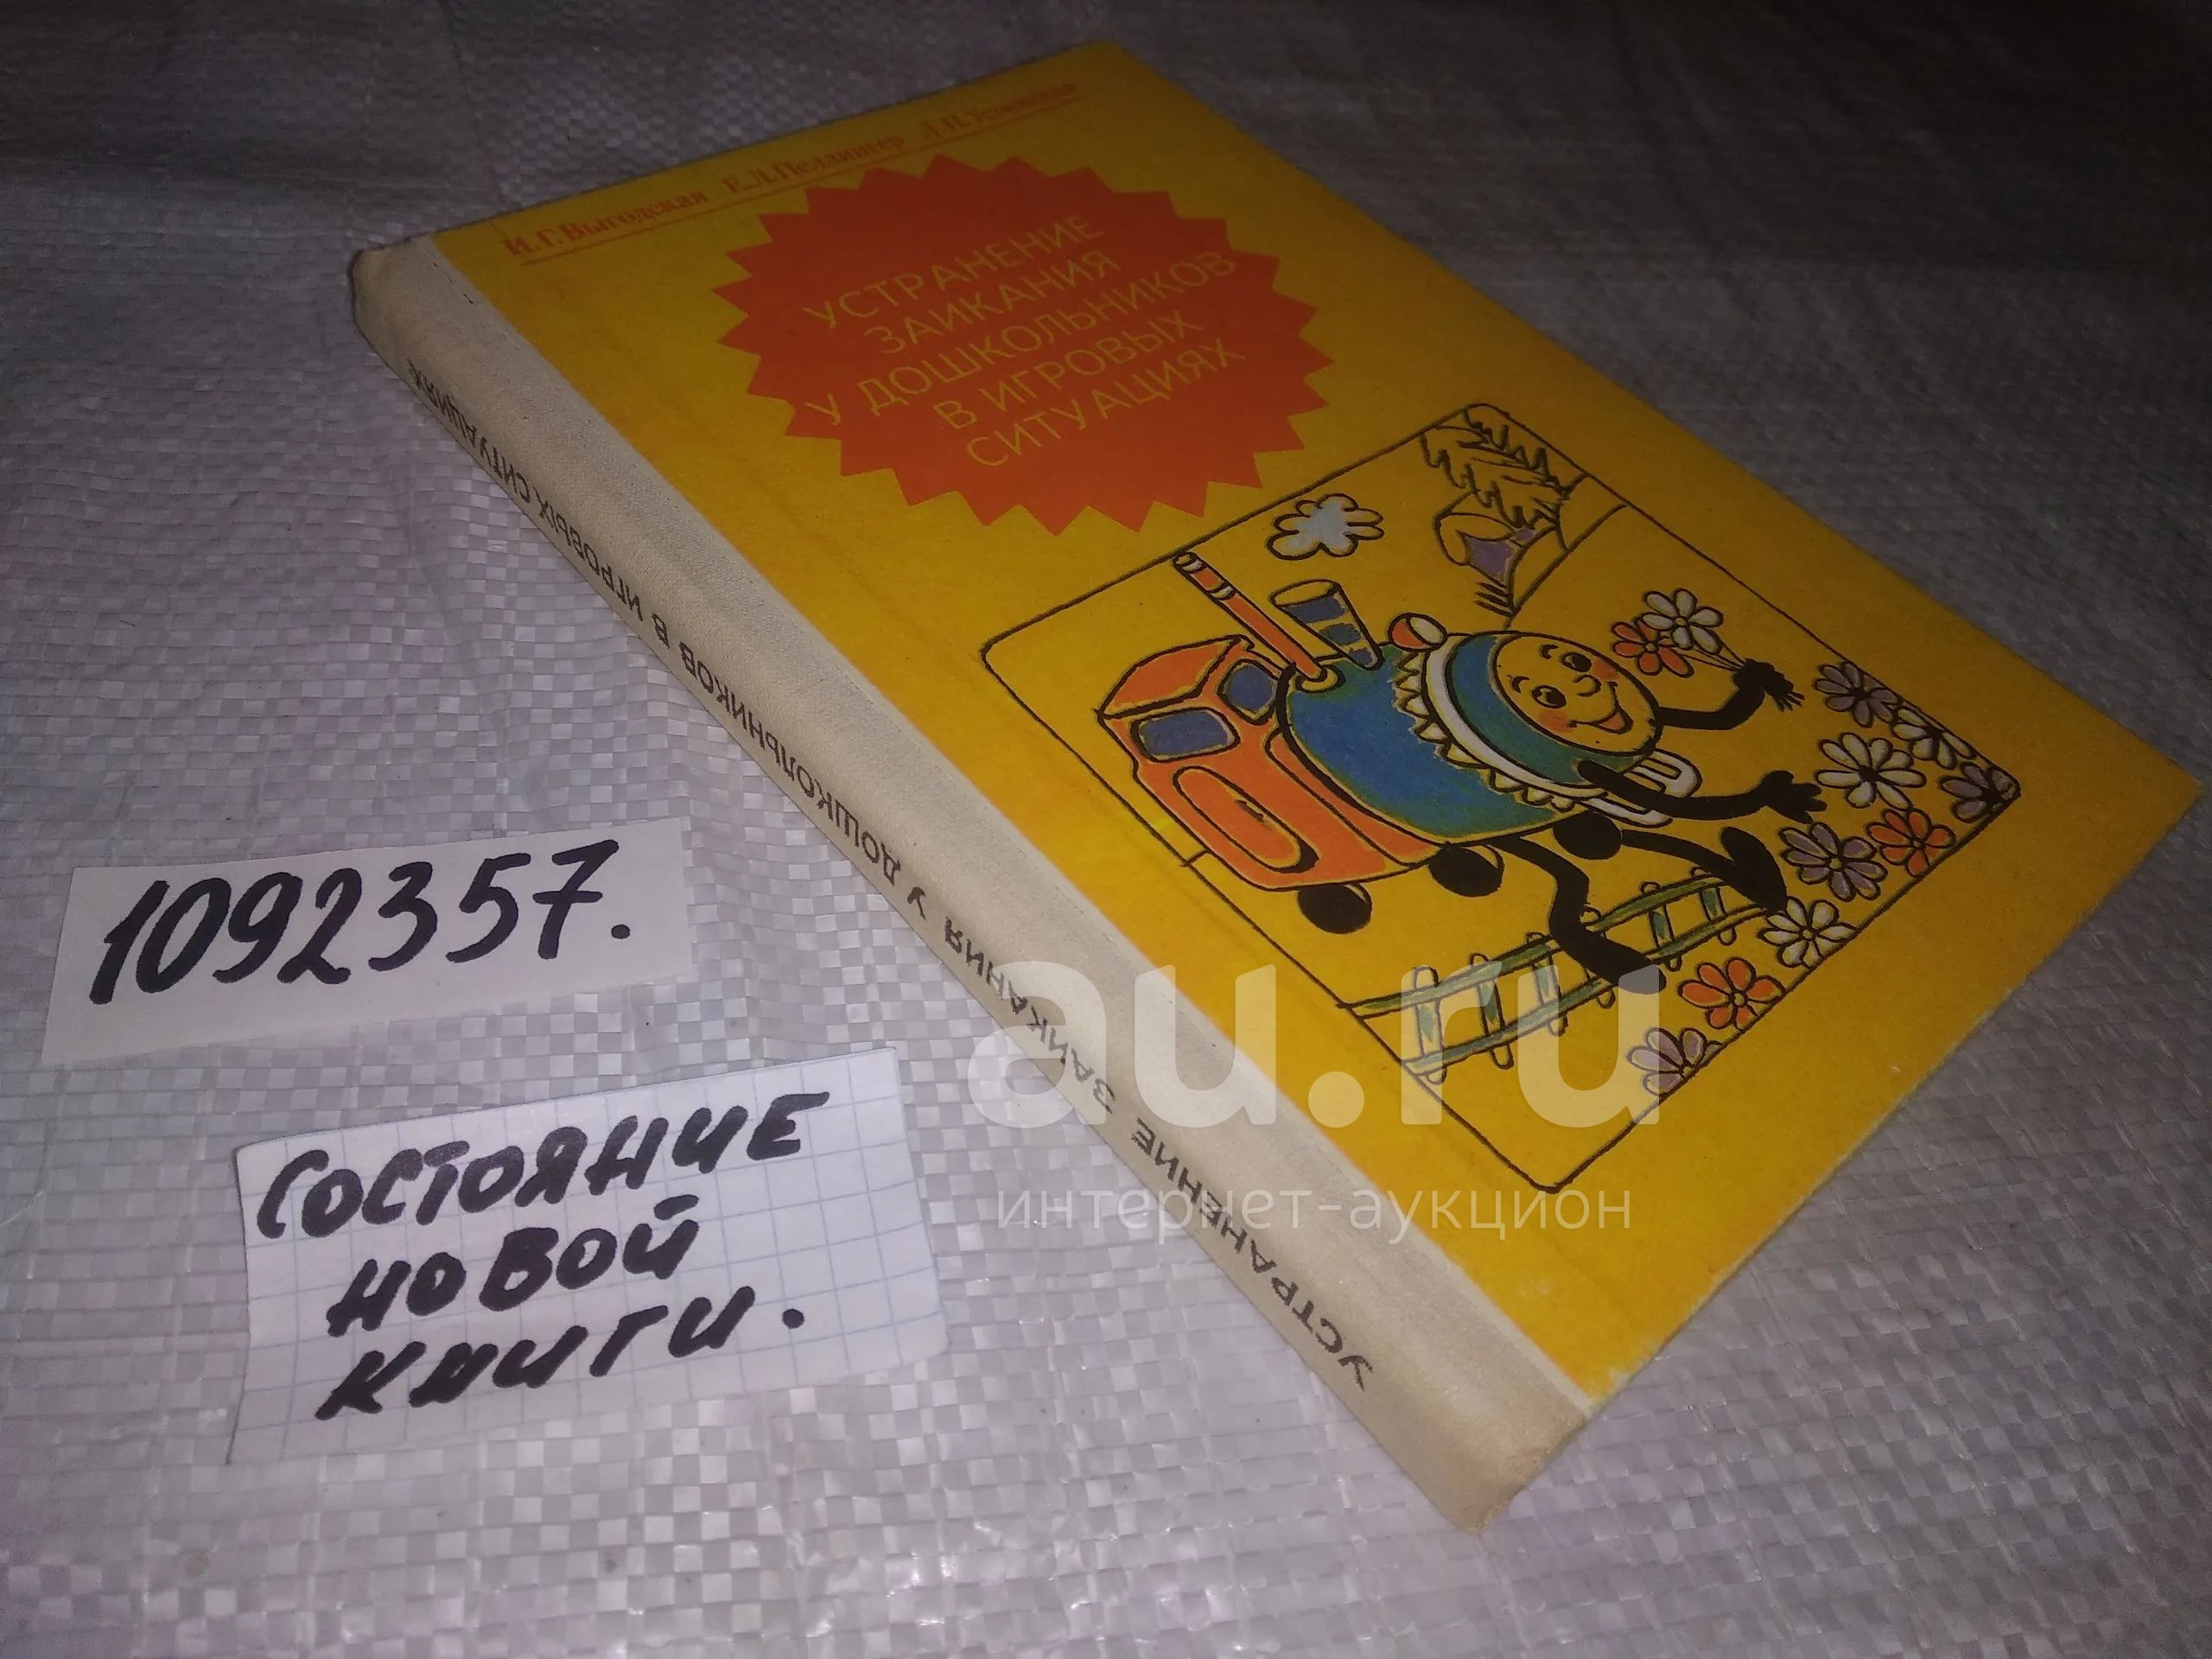 И.Г.Выгодская Е.Л.Пеллингер Л.П.Успенская
УСТРАНЕНИЕ
ЗАИКАНИЯ
У ДОШКОЛЬНИКОВ
В ИГРОВЫХ
СИТУАЦИЯХ
УСТРАНЕНИЕ ЗАИКАНИЯ У ДОШКОЛЬНИКОВ В ИГРОВЫХ СИТУАЦИЯХ
1092357.
СОСТОЯНИЕ
НОВОЙ
КНИГИ.
au.ru
интернет-аукцион